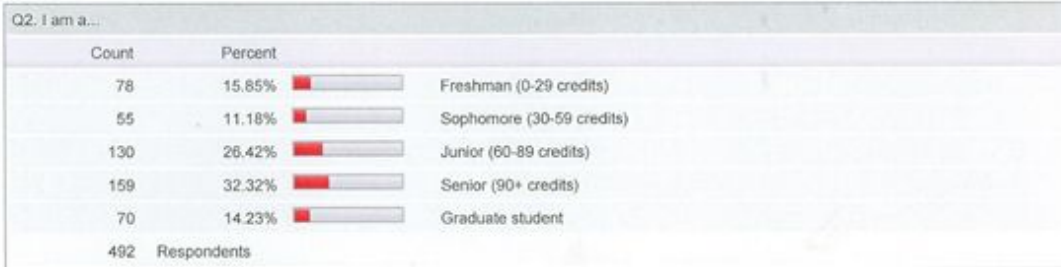 Q2. I am a...
Count Percent
78 15.85% Freshman (0-29 credits)
55 11.18% Sophomore (30-59 credits)
130 26.42% Junior (60-89 credits)
159 32.32% Senior (90+ credits)
70 14.23% Graduate student
492 Respondents